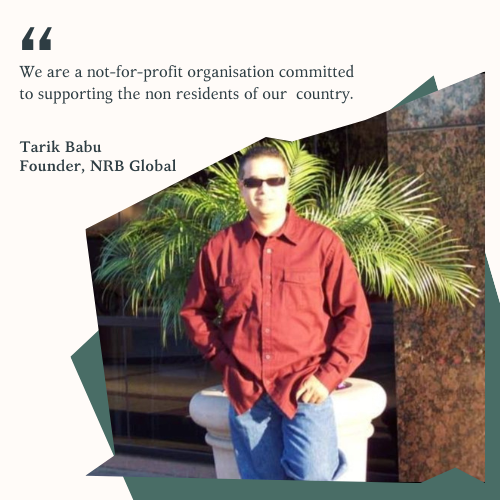 “
We are a not-for-profit organisation committed
to supporting the non residents of our country.
Tarik Babu
Founder, NRB Global